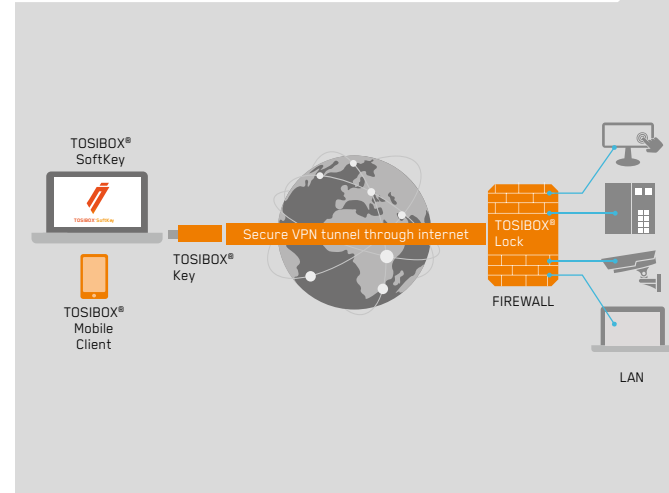 TOSIBOX®
SoftKey
TOSIBOX® SoftKey
TOSIBOX®
Key
TOSIBOX®
Mobile
Client
Secure VPN tunnel through internet
TOSIBOX®
Lock
FIREWALL
LAN